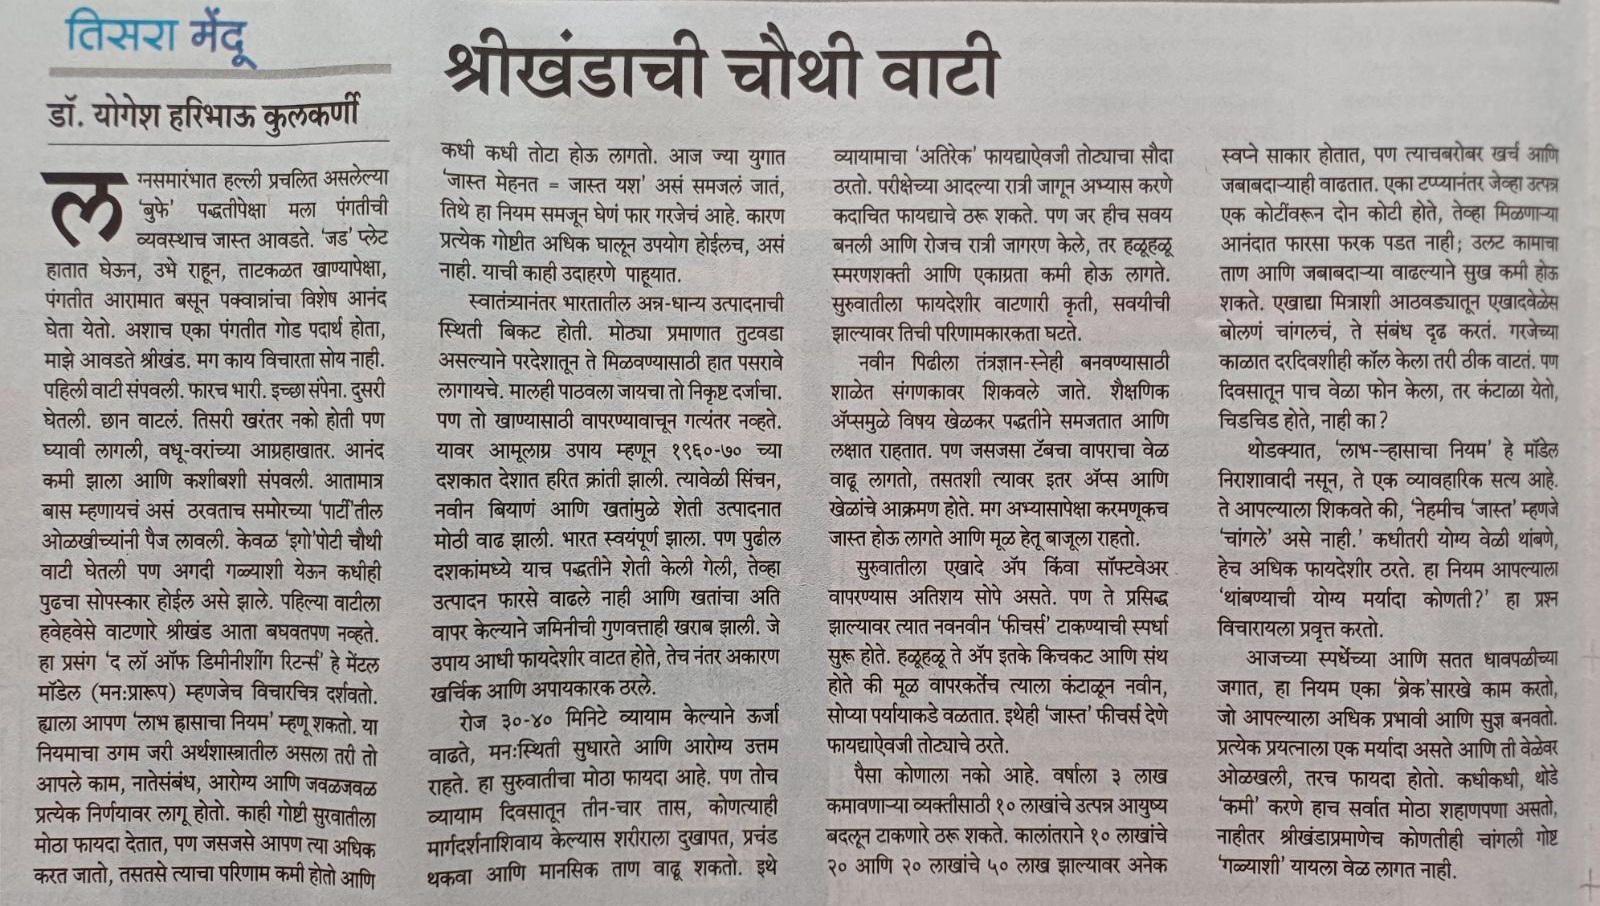 तिसरा मेंदू
डॉ. योगेश हरिभाऊ कुलकर्णी
श्रीखंडाची चौथी वाटी
लग्नसमारंभात हल्ली प्रचलित असलेल्या
'बुफे' पद्धतीपेक्षा मला पंगतीची
व्यवस्थाच जास्त आवडते. 'जड' प्लेट
हातात घेऊन, उभे राहून, ताटकळत खाण्यापेक्षा,
पंगतीत आरामात बसून पक्वान्नांचा विशेष आनंद
घेता येतो. अशाच एका पंगतीत गोड पदार्थ होता,
माझे आवडते श्रीखंड. मग काय विचारता सोय नाही.
पहिली वाटी संपवली. फारच भारी. इच्छा संपेना. दुसरी
घेतली. छान वाटलं. तिसरी खरंतर नको होती पण
घ्यावी लागली, वधू-वरांच्या आग्रहाखातर. आनंद
कमी झाला आणि कशीबशी संपवली. आतामात्र
बास म्हणायचं असं ठरवताच समोरच्या 'पार्टी'तील
ओळखीच्यांनी पैज लावली. केवळ 'इगो'पोटी चौथी
वाटी घेतली पण अगदी गळ्याशी येऊन कधीही
पुढचा सोपस्कार होईल असे झाले. पहिल्या वाटीला
हवेहवेसे वाटणारे श्रीखंड आता बघवतपण नव्हते.
हा प्रसंग 'द लॉ ऑफ डिमीनीशींग रिटर्न्स' हे मेंटल
मॉडेल (मनःप्रारूप) म्हणजेच विचारचित्र दर्शवतो.
ह्याला आपण 'लाभ ह्रासाचा नियम' म्हणू शकतो. या
नियमाचा उगम जरी अर्थशास्त्रातील असला तरी तो
आपले काम, नातेसंबंध, आरोग्य आणि जवळजवळ
प्रत्येक निर्णयावर लागू होतो. काही गोष्टी सुरवातीला
मोठा फायदा देतात, पण जसजसे आपण त्या अधिक
करत जातो, तसतसे त्याचा परिणाम कमी होतो आणि
कधी कधी तोटा होऊ लागतो. आज ज्या युगात
'जास्त मेहनत = जास्त यश' असं समजलं जातं,
तिथे हा नियम समजून घेणं फार गरजेचं आहे. कारण
प्रत्येक गोष्टीत अधिक घालून उपयोग होईलच, असं
नाही. याची काही उदाहरणे पाहूयात.
स्वातंत्र्यानंतर भारतातील अन्न-धान्य उत्पादनाची
स्थिती बिकट होती. मोठ्या प्रमाणात तुटवडा
असल्याने परदेशातून ते मिळवण्यासाठी हात पसरावे
लागायचे. मालही पाठवला जायचा तो निकृष्ट दर्जाचा.
पण तो खाण्यासाठी वापरण्यावाचून गत्यंतर नव्हते.
यावर आमूलाग्र उपाय म्हणून १९६०-७० च्या
दशकात देशात हरित क्रांती झाली. त्यावेळी सिंचन,
नवीन बियाणं आणि खतांमुळे शेती उत्पादनात
मोठी वाढ झाली. भारत स्वयंपूर्ण झाला. पण पुढील
दशकांमध्ये याच पद्धतीने शेती केली गेली, तेव्हा
उत्पादन फारसे वाढले नाही आणि खतांचा अति
वापर केल्याने जमिनीची गुणवत्ताही खराब झाली. जे
उपाय आधी फायदेशीर वाटत होते, तेच नंतर अकारण
खर्चिक आणि अपायकारक ठरले.
रोज ३०-४० मिनिटे व्यायाम केल्याने ऊर्जा
वाढते, मनःस्थिती सुधारते आणि आरोग्य उत्तम
राहते. हा सुरुवातीचा मोठा फायदा आहे. पण तोच
व्यायाम दिवसातून तीन-चार तास, कोणत्याही
मार्गदर्शनाशिवाय केल्यास शरीराला दुखापत, प्रचंड
थकवा आणि मानसिक ताण वाढू शकतो. इथे
व्यायामाचा 'अतिरेक' फायद्याऐवजी तोट्याचा सौदा
ठरतो. परीक्षेच्या आदल्या रात्री जागून अभ्यास करणे
कदाचित फायद्याचे ठरू शकते. पण जर हीच सवय
बनली आणि रोजच रात्री जागरण केले, तर हळूहळू
स्मरणशक्ती आणि एकाग्रता कमी होऊ लागते.
सुरुवातीला फायदेशीर वाटणारी कृती, सवयीची
झाल्यावर तिची परिणामकारकता घटते.
नवीन पिढीला तंत्रज्ञान-स्नेही बनवण्यासाठी
शाळेत संगणकावर शिकवले जाते. शैक्षणिक
ॲप्समुळे विषय खेळकर पद्धतीने समजतात आणि
लक्षात राहतात. पण जसजसा टॅबचा वापराचा वेळ
वाढू लागतो, तसतशी त्यावर इतर ॲप्स आणि
खेळांचे आक्रमण होते. मग अभ्यासापेक्षा करमणूकच
जास्त होऊ लागते आणि मूळ हेतू बाजूला राहतो.
सुरुवातीला एखादे ॲप किंवा सॉफ्टवेअर
वापरण्यास अतिशय सोपे असते. पण ते प्रसिद्ध
झाल्यावर त्यात नवनवीन 'फीचर्स' टाकण्याची स्पर्धा
सुरू होते. हळूहळू ते ॲप इतके किचकट आणि संथ
होते की मूळ वापरकर्तेच त्याला कंटाळून नवीन,
सोप्या पर्यायाकडे वळतात. इथेही 'जास्त' फीचर्स देणे
फायद्याऐवजी तोट्याचे ठरते.
पैसा कोणाला नको आहे. वर्षाला ३ लाख
कमावणाऱ्या व्यक्तीसाठी १० लाखांचे उत्पन्न आयुष्य
बदलून टाकणारे ठरू शकते. कालांतराने १० लाखांचे
२० आणि २० लाखांचे ५० लाख झाल्यावर अनेक
स्वप्ने साकार होतात, पण त्याचबरोबर खर्च आणि
जबाबदाऱ्याही वाढतात. एका टप्प्यानंतर जेव्हा उत्पन्न
एक कोटींवरून दोन कोटी होते, तेव्हा मिळणाऱ्या
आनंदात फारसा फरक पडत नाही; उलट कामाचा
ताण आणि जबाबदाऱ्या वाढल्याने सुख कमी होऊ
शकते. एखाद्या मित्राशी आठवड्यातून एखादवेळेस
बोलणं चांगलचं, ते संबंध दृढ करतं. गरजेच्या
काळात दरदिवशीही कॉल केला तरी ठीक वाटतं. पण
दिवसातून पाच वेळा फोन केला, तर कंटाळा येतो,
चिडचिड होते, नाही का?
थोडक्यात, 'लाभ-ऱ्हासाचा नियम' हे मॉडेल
निराशावादी नसून, ते एक व्यावहारिक सत्य आहे.
ते आपल्याला शिकवते की, 'नेहमीच 'जास्त' म्हणजे
'चांगले' असे नाही.' कधीतरी योग्य वेळी थांबणे,
हेच अधिक फायदेशीर ठरते. हा नियम आपल्याला
'थांबण्याची योग्य मर्यादा कोणती?' हा प्रश्न
विचारायला प्रवृत्त करतो.
आजच्या स्पर्धेच्या आणि सतत धावपळीच्या
जगात, हा नियम एका 'ब्रेक'सारखे काम करतो,
जो आपल्याला अधिक प्रभावी आणि सुज्ञ बनवतो.
प्रत्येक प्रयत्नाला एक मर्यादा असते आणि ती वेळेवर
ओळखली, तरच फायदा होतो. कधीकधी, थोडे
'कमी' करणे हाच सर्वात मोठा शहाणपणा असतो,
नाहीतर श्रीखंडाप्रमाणेच कोणतीही चांगली गोष्ट
'गळ्याशी' यायला वेळ लागत नाही.